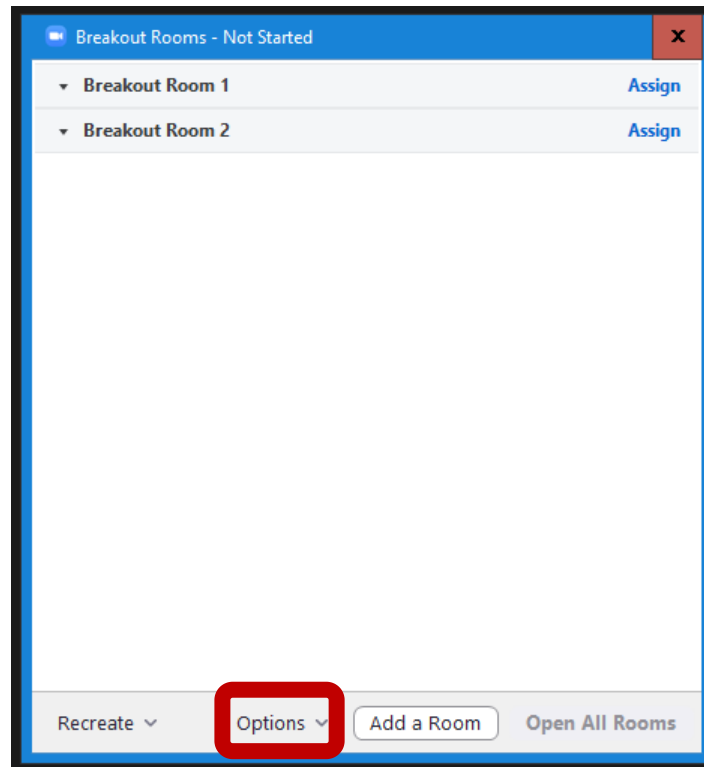 Breakout Rooms - Not Started x
Breakout Room 1 Assign
Breakout Room 2 Assign
Recreate Options Add a Room Open All Rooms